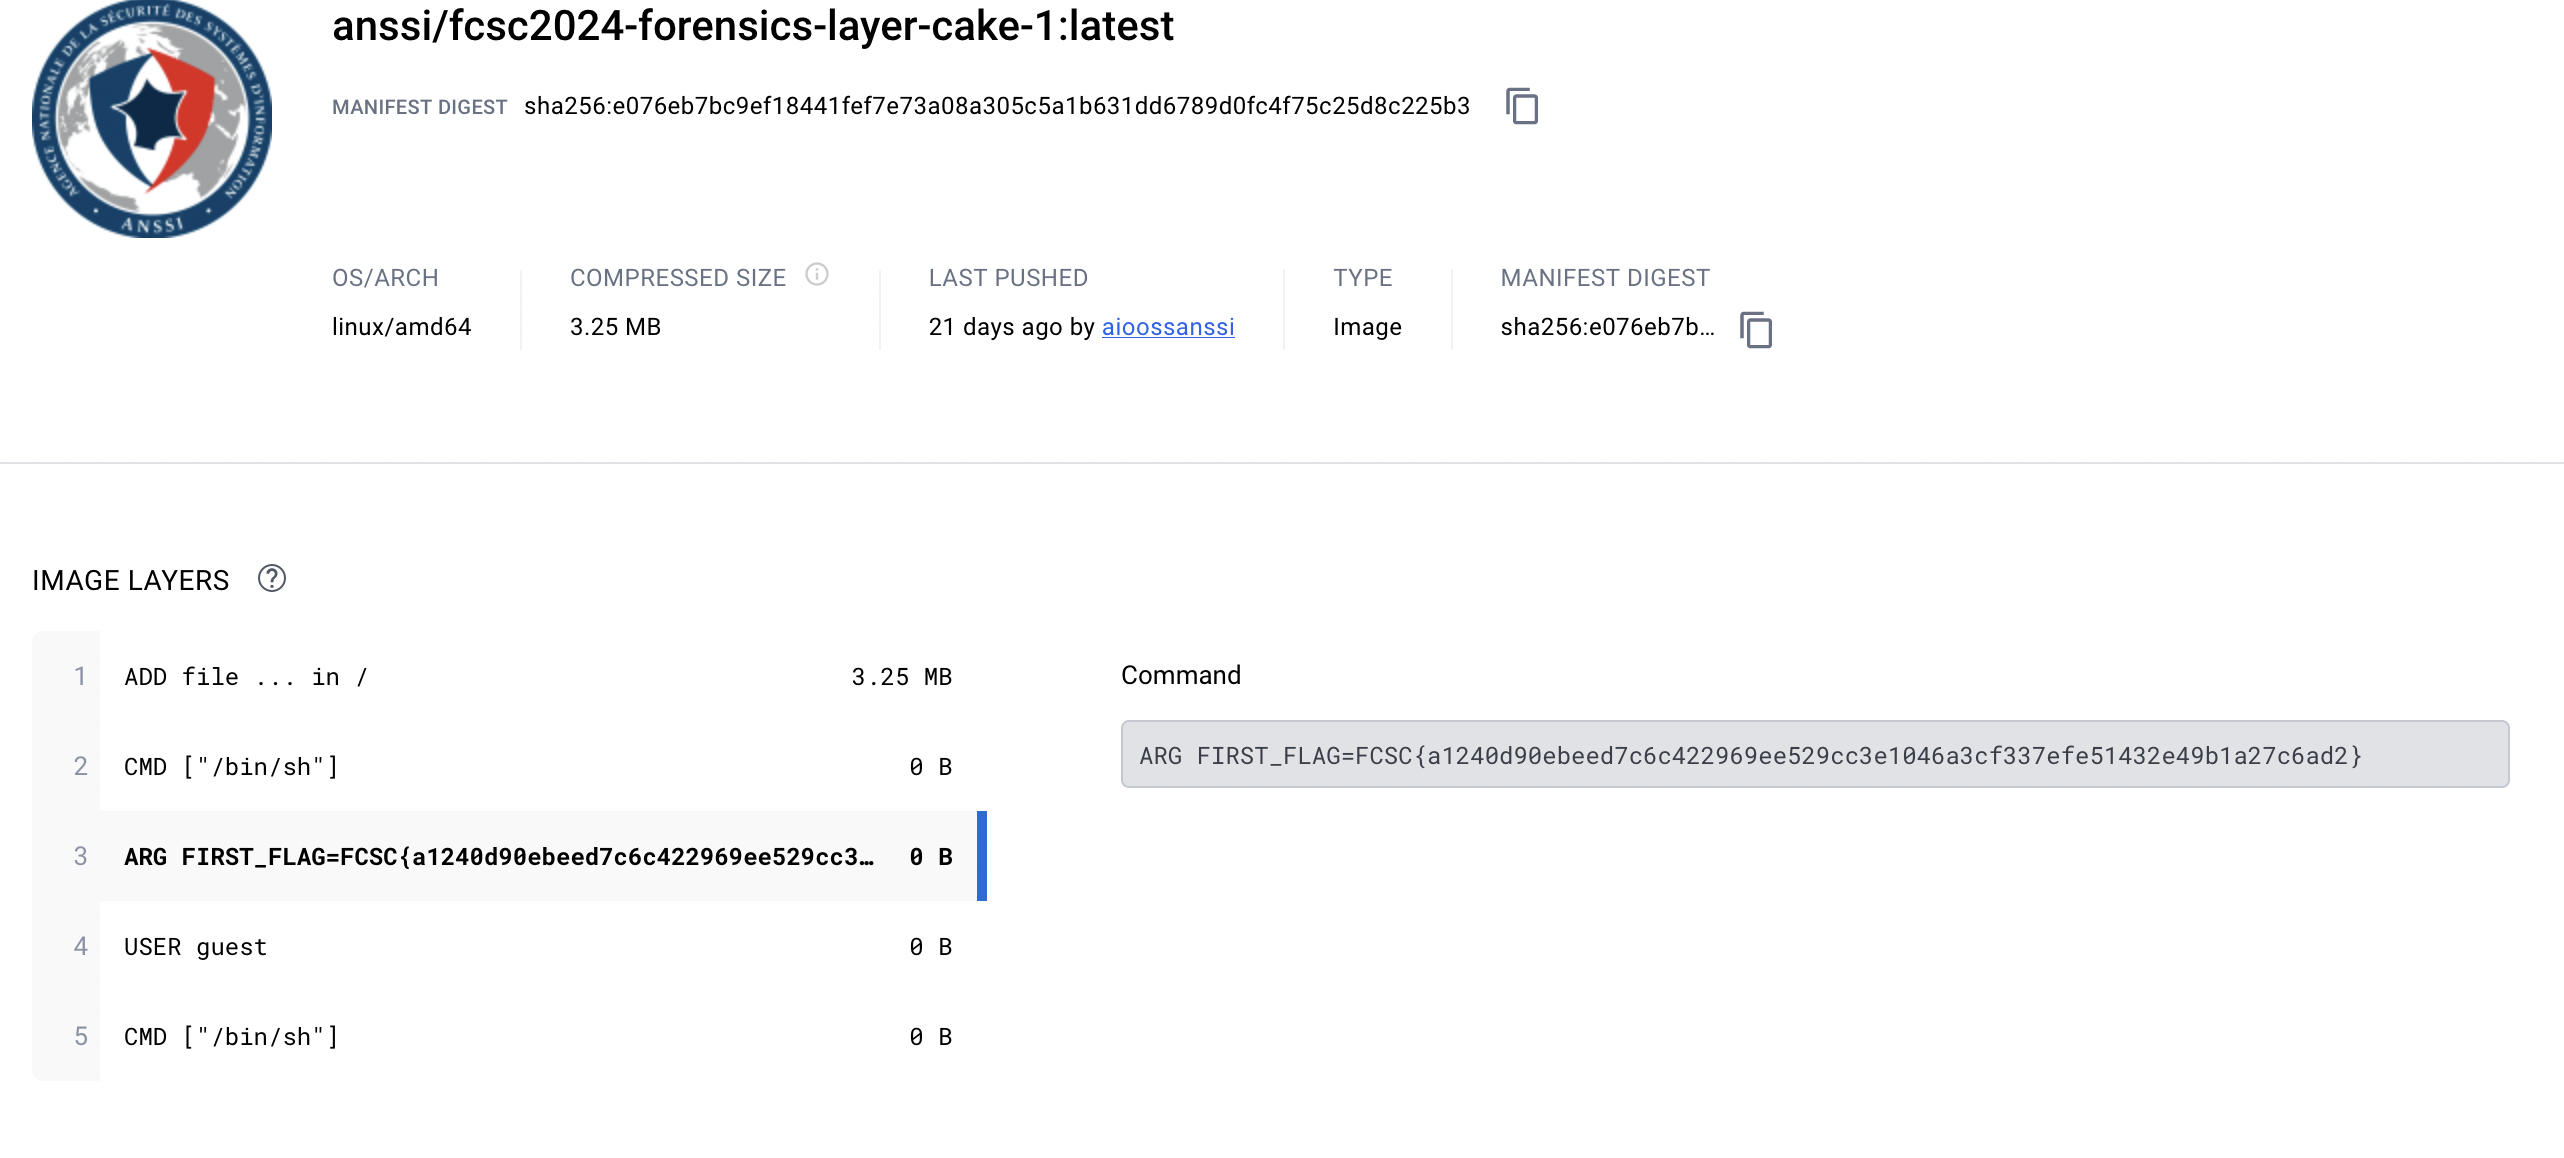 AGENCE NATIONALE DE LA SÉCURITÉ DES SYSTÈMES D'INFORMATION
ANSSI
anssi/fcsc2024-forensics-layer-cake-1:latest
MANIFEST DIGEST sha256:e076eb7bc9ef18441fef7e73a08a305c5a1b631dd6789d0fc4f75c25d8c225b3
OS/ARCH COMPRESSED SIZE LAST PUSHED TYPE MANIFEST DIGEST
linux/amd64 3.25 MB 21 days ago by aioossanssi Image sha256:e076eb7b...
IMAGE LAYERS
1 ADD file ... in / 3.25 MB
2 CMD ["/bin/sh"] 0 B
3 ARG FIRST_FLAG=FCSC{a1240d90ebeed7c6c422969ee529cc3… 0 B
4 USER guest 0 B
5 CMD ["/bin/sh"] 0 B
Command
ARG FIRST_FLAG=FCSC{a1240d90ebeed7c6c422969ee529cc3e1046a3cf337efe51432e49b1a27c6ad2}